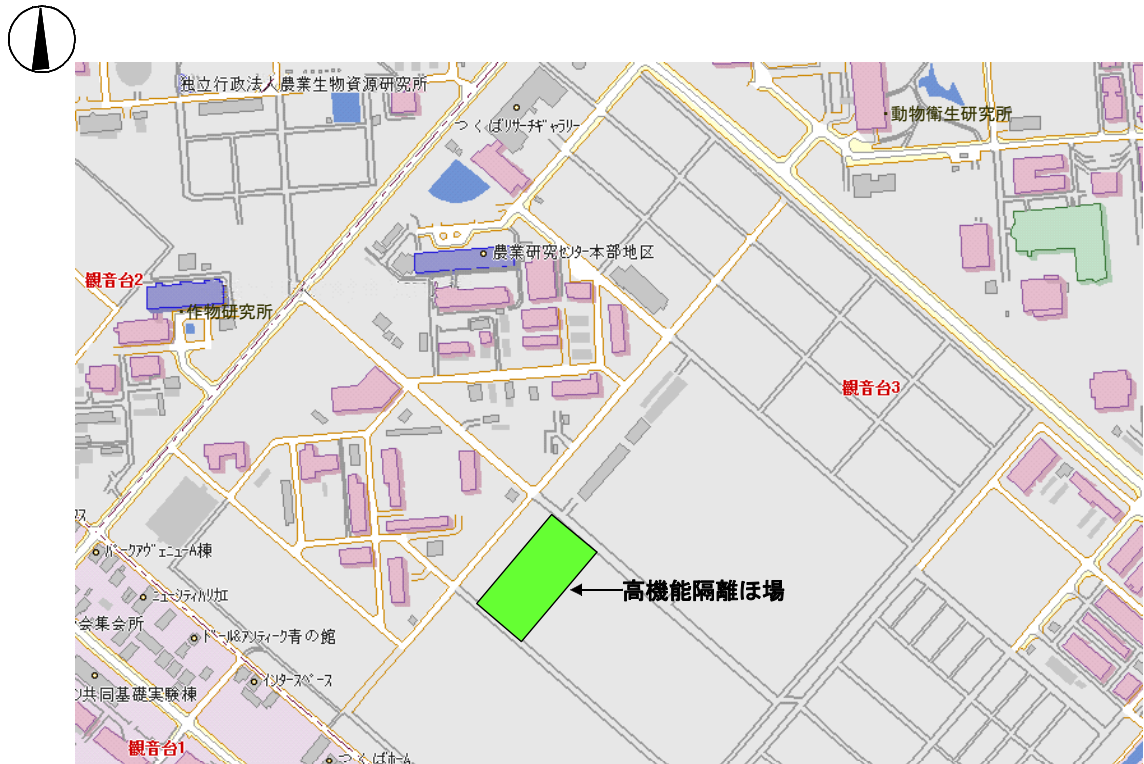 独立行政法人農業生物資源研究所
つくばリサーチギャラリー
動物衛生研究所
農業研究センター本部地区
観音台2
作物研究所
観音台3
パークアヴェニューA棟
高機能隔離ほ場
ニューシティハリカエ
会集会所
ドール&アンティーク青の館
インタースペース
共同基礎実験棟
観音台1
つくばホーム